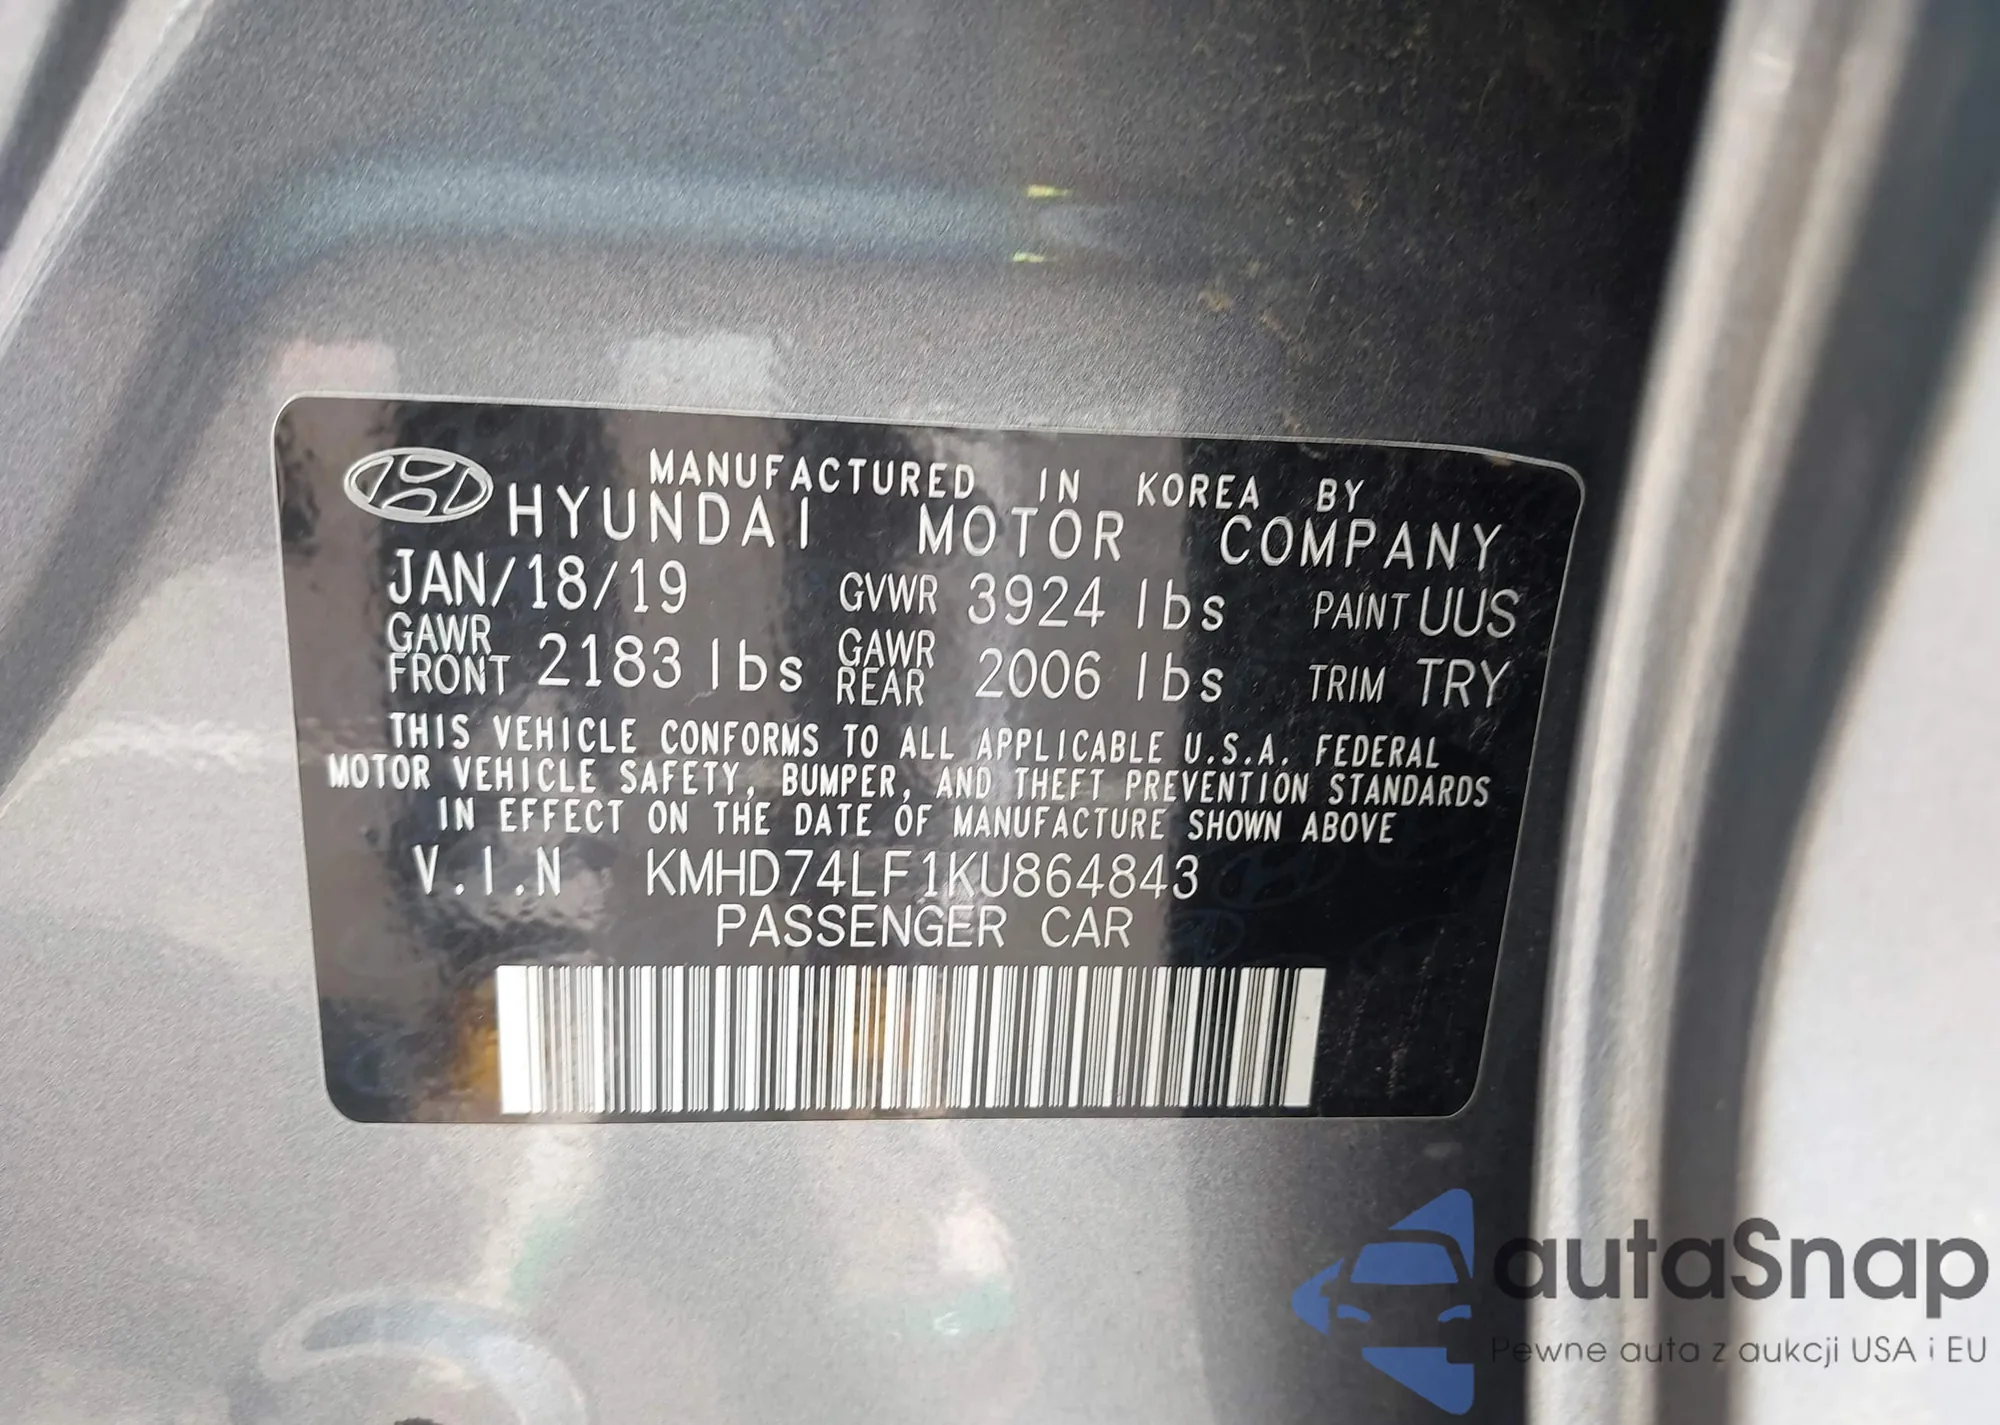 MANUFACTURED IN KOREA BY
HYUNDAI MOTOR COMPANY
JAN/18/19 GVWR 3924 lbs PAINT UUS
GAWR FRONT 2183 lbs GAWR REAR 2006 lbs TRIM TRY
THIS VEHICLE CONFORMS TO ALL APPLICABLE U.S.A. FEDERAL
MOTOR VEHICLE SAFETY, BUMPER, AND THEFT PREVENTION STANDARDS
IN EFFECT ON THE DATE OF MANUFACTURE SHOWN ABOVE
V.I.N KMHD74LF1KU864843
PASSENGER CAR
autaSnap
Pewne auta z aukcji USA i EU